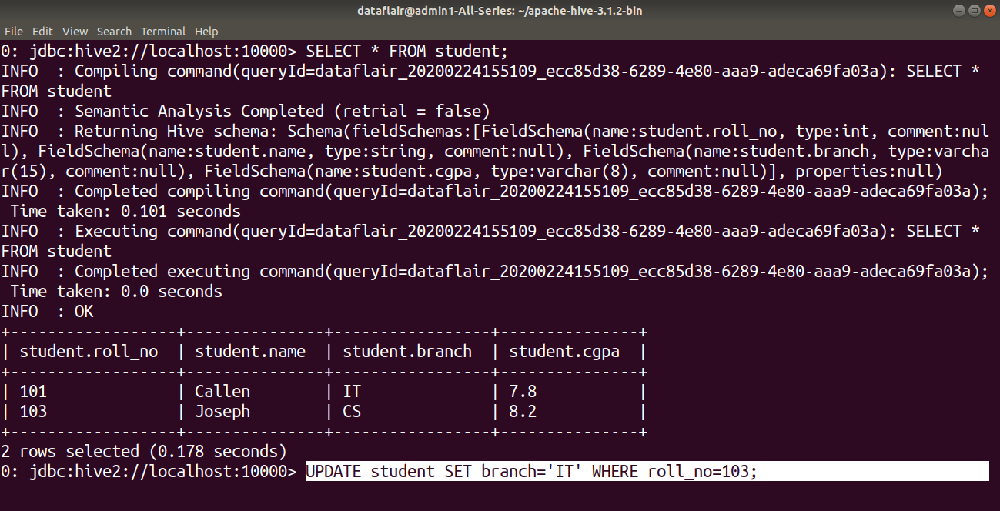 dataflair@admin1-All-Series: ~/apache-hive-3.1.2-bin
File Edit View Search Terminal Help
0: jdbc:hive2://localhost:10000> SELECT * FROM student;
INFO  : Compiling command(queryId=dataflair_20200224155109_ecc85d38-6289-4e80-aaa9-adeca69fa03a): SELECT *
FROM student
INFO  : Semantic Analysis Completed (retrial = false)
INFO  : Returning Hive schema: Schema(fieldSchemas:[FieldSchema(name:student.roll_no, type:int, comment:nul
l), FieldSchema(name:student.name, type:string, comment:null), FieldSchema(name:student.branch, type:varcha
r(15), comment:null), FieldSchema(name:student.cgpa, type:varchar(8), comment:null)], properties:null)
INFO  : Completed compiling command(queryId=dataflair_20200224155109_ecc85d38-6289-4e80-aaa9-adeca69fa03a);
 Time taken: 0.101 seconds
INFO  : Executing command(queryId=dataflair_20200224155109_ecc85d38-6289-4e80-aaa9-adeca69fa03a): SELECT *
FROM student
INFO  : Completed executing command(queryId=dataflair_20200224155109_ecc85d38-6289-4e80-aaa9-adeca69fa03a);
 Time taken: 0.0 seconds
INFO  : OK
+------------------+---------------+-----------------+---------------+
| student.roll_no  | student.name  | student.branch  | student.cgpa  |
+------------------+---------------+-----------------+---------------+
| 101              | Callen        | IT              | 7.8           |
| 103              | Joseph        | CS              | 8.2           |
+------------------+---------------+-----------------+---------------+
2 rows selected (0.178 seconds)
0: jdbc:hive2://localhost:10000> UPDATE student SET branch='IT' WHERE roll_no=103;